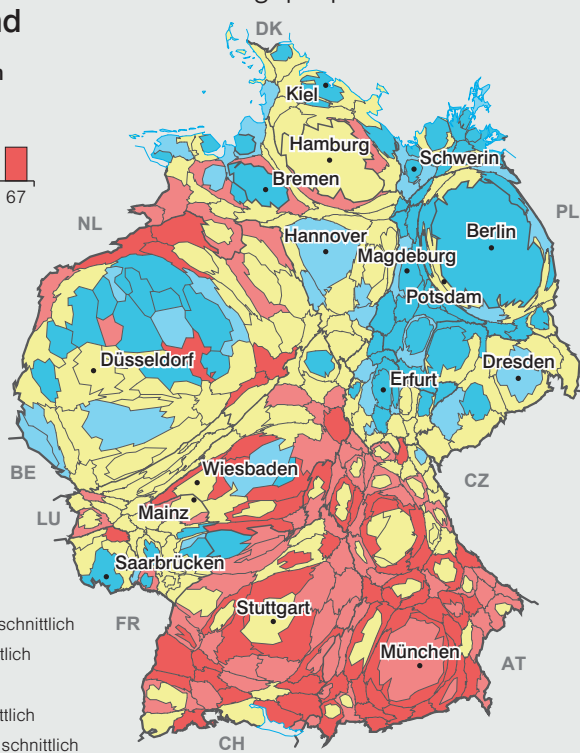 DK
Kiel
Hamburg
Schwerin
Bremen
67
NL
PL
Berlin
Hannover
Magdeburg
Potsdam
Düsseldorf
Dresden
Erfurt
Wiesbaden
BE
CZ
Mainz
LU
Saarbrücken
Stuttgart
schnittlich
FR
tlich
München
AT
ttlich
CH
schnittlich